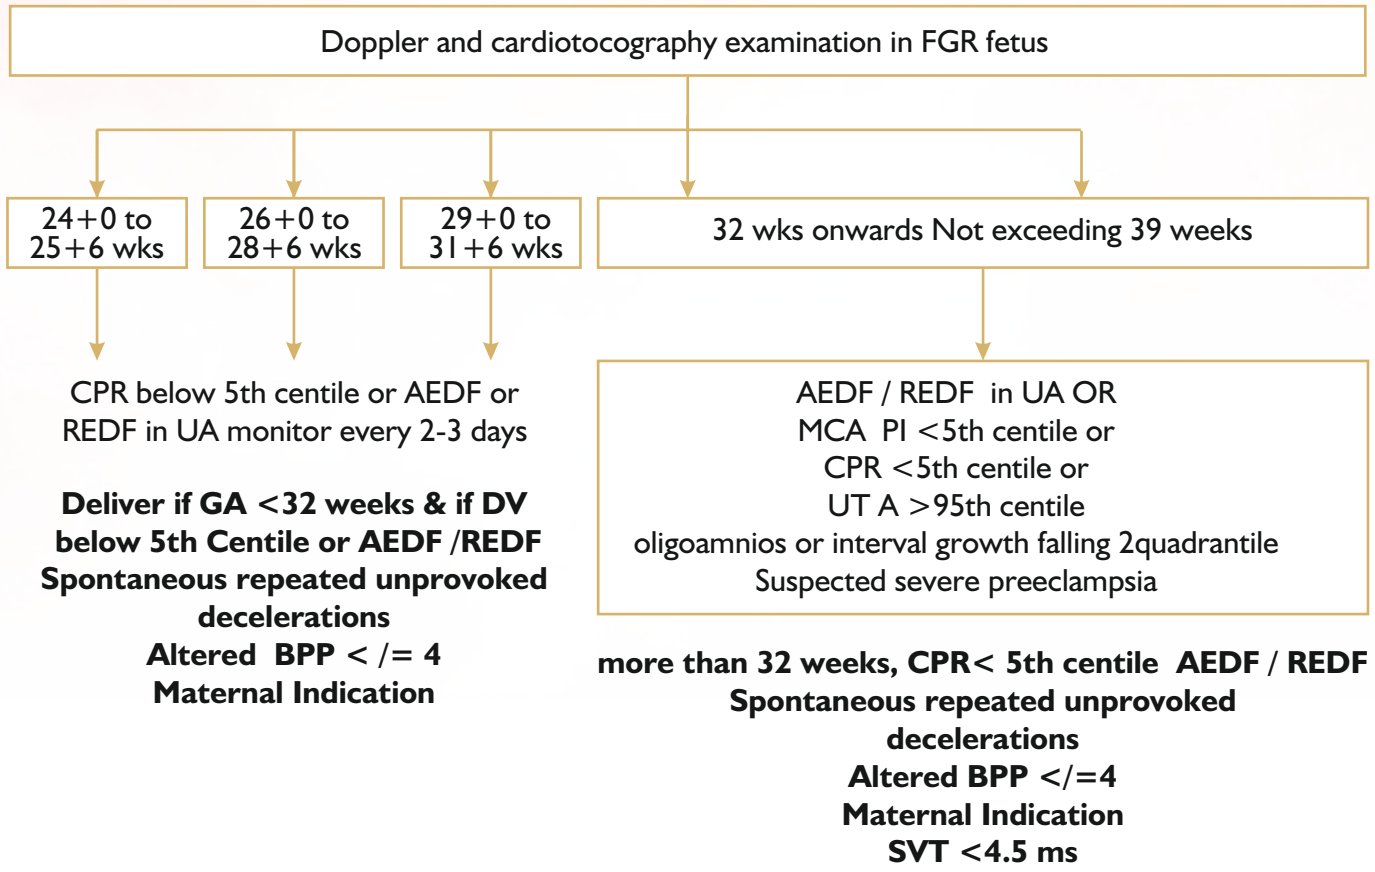 Doppler and cardiotocography examination in FGR fetus
24+0 to
25+6 wks
26+0 to
28+6 wks
29+0 to
31+6 wks
32 wks onwards Not exceeding 39 weeks
CPR below 5th centile or AEDF or
REDF in UA monitor every 2-3 days
Deliver if GA <32 weeks & if DV
below 5th Centile or AEDF /REDF
Spontaneous repeated unprovoked
decelerations
Altered BPP < /= 4
Maternal Indication
AEDF / REDF in UA OR
MCA PI <5th centile or
CPR <5th centile or
UT A >95th centile
oligoamnios or interval growth falling 2quadrantile
Suspected severe preeclampsia
more than 32 weeks, CPR< 5th centile AEDF / REDF
Spontaneous repeated unprovoked
decelerations
Altered BPP </=4
Maternal Indication
SVT <4.5 ms